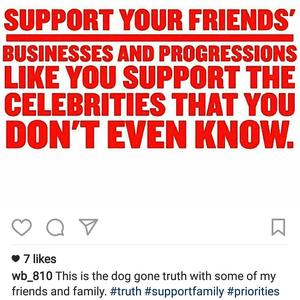 SUPPORT YOUR FRIENDS'
BUSINESSES AND PROGRESSIONS
LIKE YOU SUPPORT THE
CELEBRITIES THAT YOU
DON'T EVEN KNOW.
7 likes
wb_810 This is the dog gone truth with some of my
friends and family. #truth #supportfamily #priorities